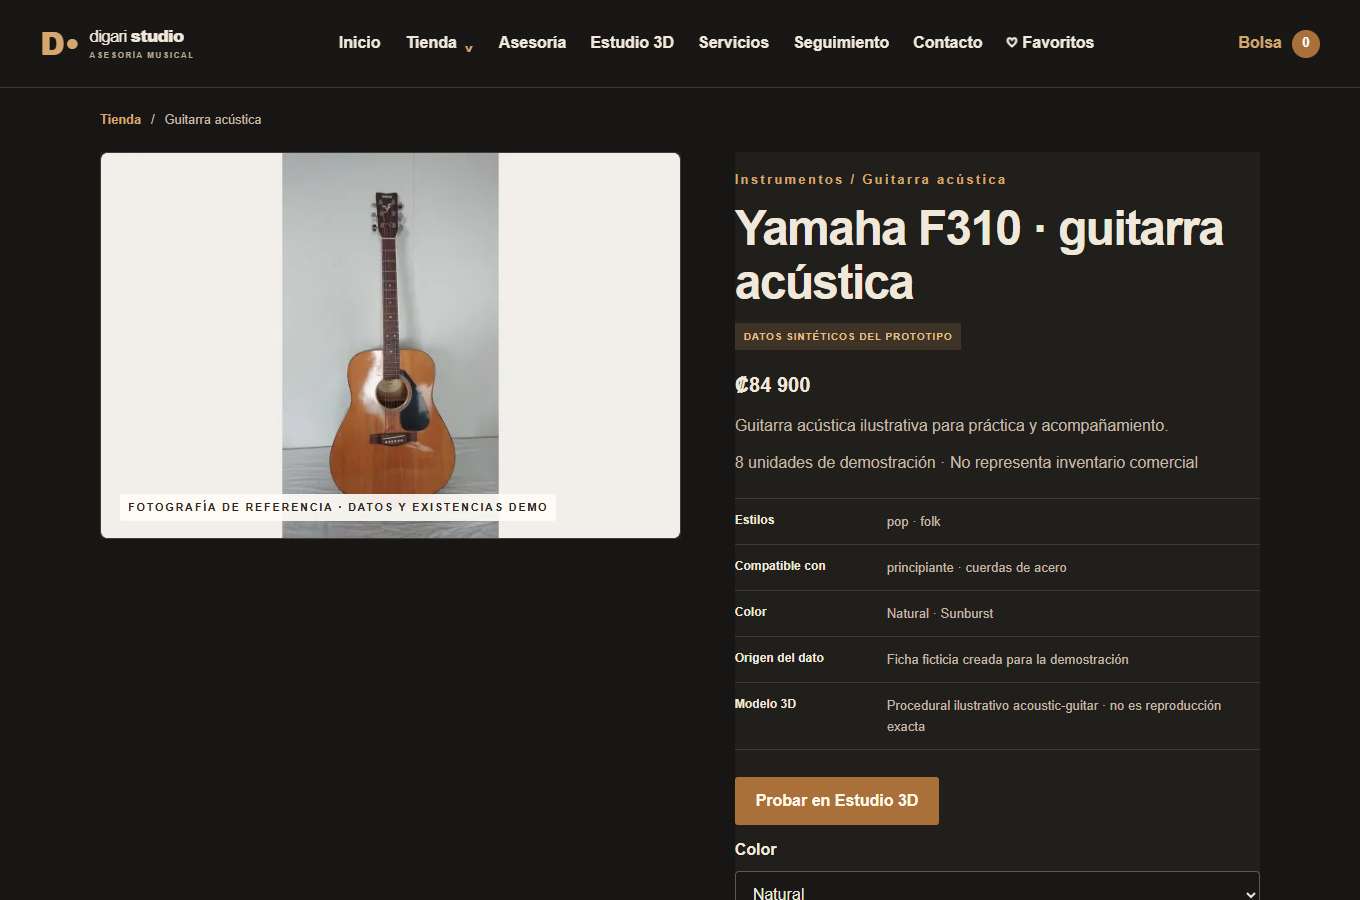 D•
digari studio
ASESORÍA MUSICAL
Inicio
Tienda v
Asesoría
Estudio 3D
Servicios
Seguimiento
Contacto
♡ Favoritos
Bolsa 0
Tienda / Guitarra acústica
FOTOGRAFÍA DE REFERENCIA · DATOS Y EXISTENCIAS DEMO
Instrumentos / Guitarra acústica
Yamaha F310 · guitarra
acústica
DATOS SINTÉTICOS DEL PROTOTIPO
₡84 900
Guitarra acústica ilustrativa para práctica y acompañamiento.
8 unidades de demostración · No representa inventario comercial
Estilos pop · folk
Compatible con principiante · cuerdas de acero
Color Natural · Sunburst
Origen del dato Ficha ficticia creada para la demostración
Modelo 3D Procedural ilustrativo acoustic-guitar · no es reproducción
exacta
Probar en Estudio 3D
Color
Natural